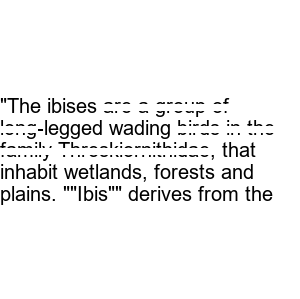 "The ibises are a group of
long-legged wading birds in the
family Threskiornithidae, that
inhabit wetlands, forests and
plains. ""Ibis"" derives from the